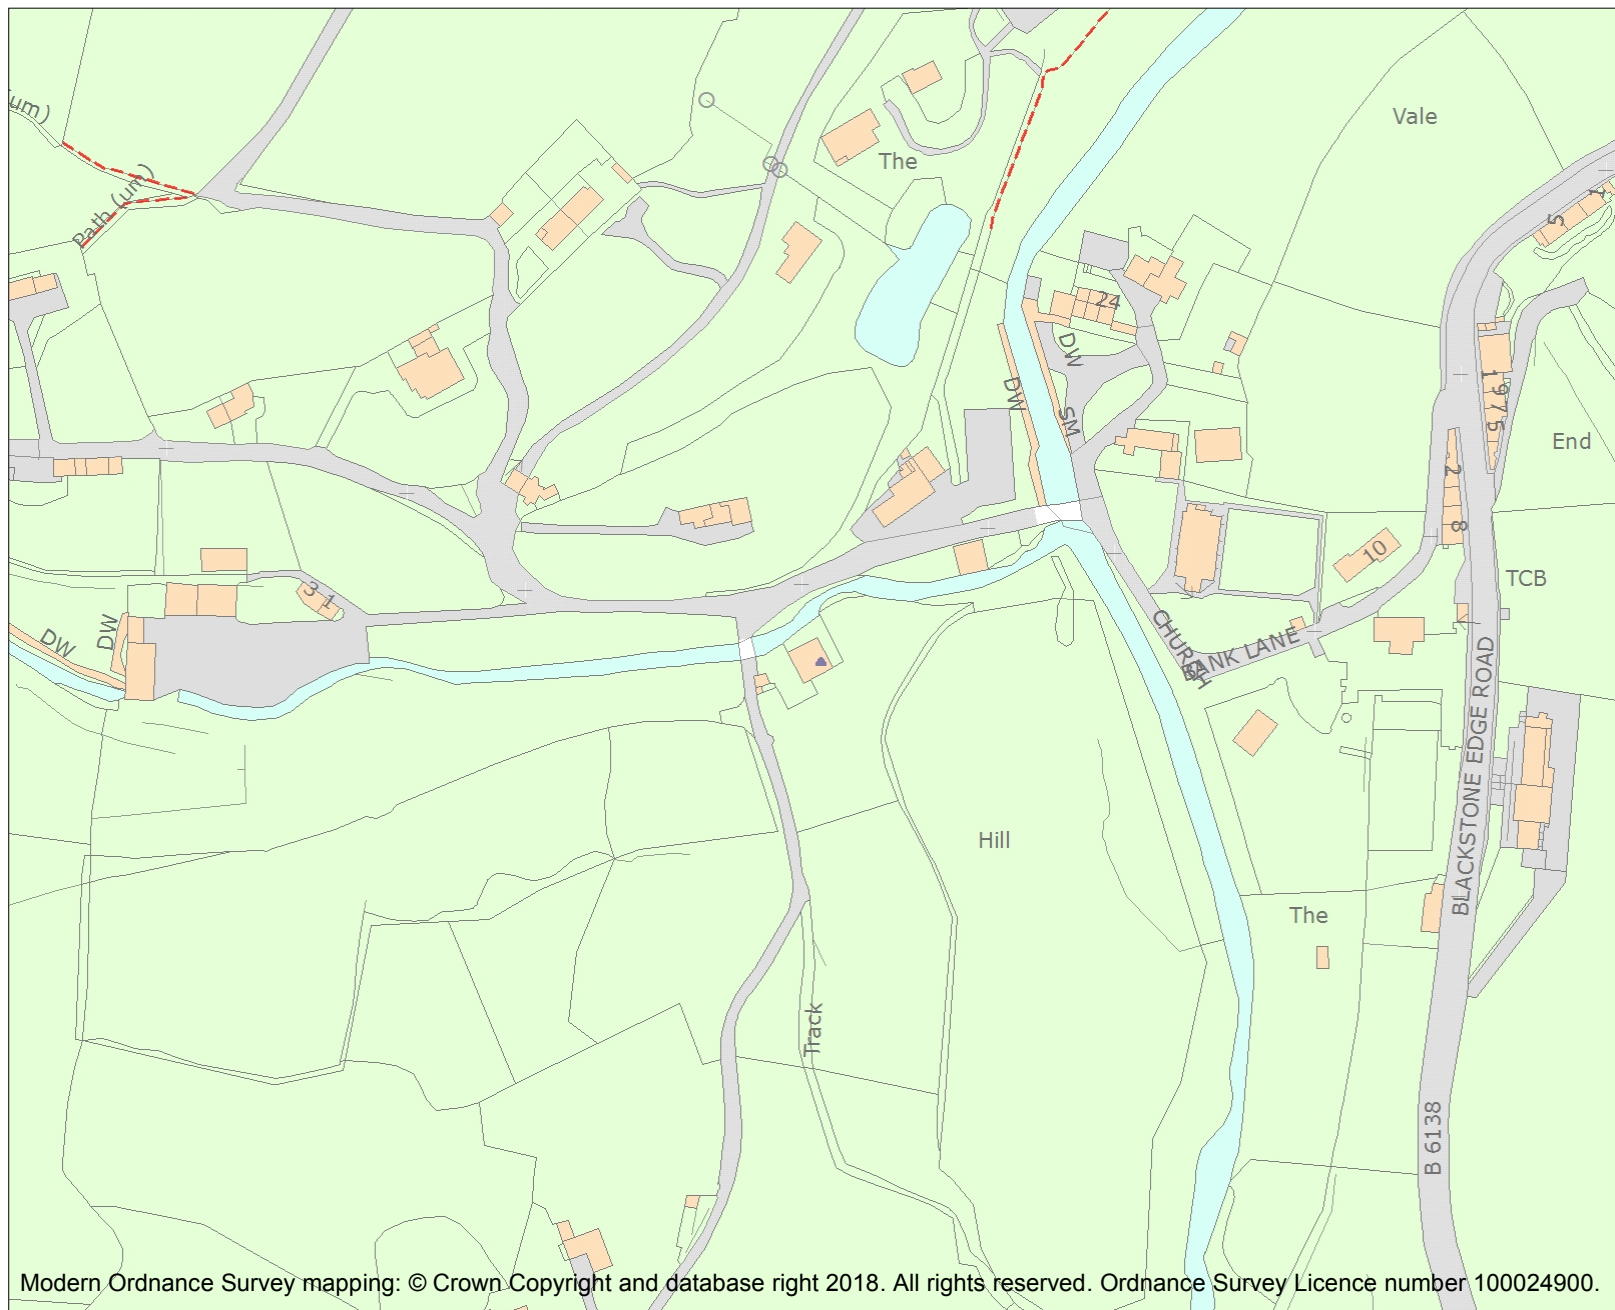 um)
Vale
The
Path (um)
5
1
24
DW
DW
SM
1 9 7 5
End
2
8
10
TCB
3 1
DW
DW
CHURCH
BANK LANE
BLACKSTONE EDGE ROAD
Hill
The
Track
B 6138
Modern Ordnance Survey mapping: © Crown Copyright and database right 2018. All rights reserved. Ordnance Survey Licence number 100024900.